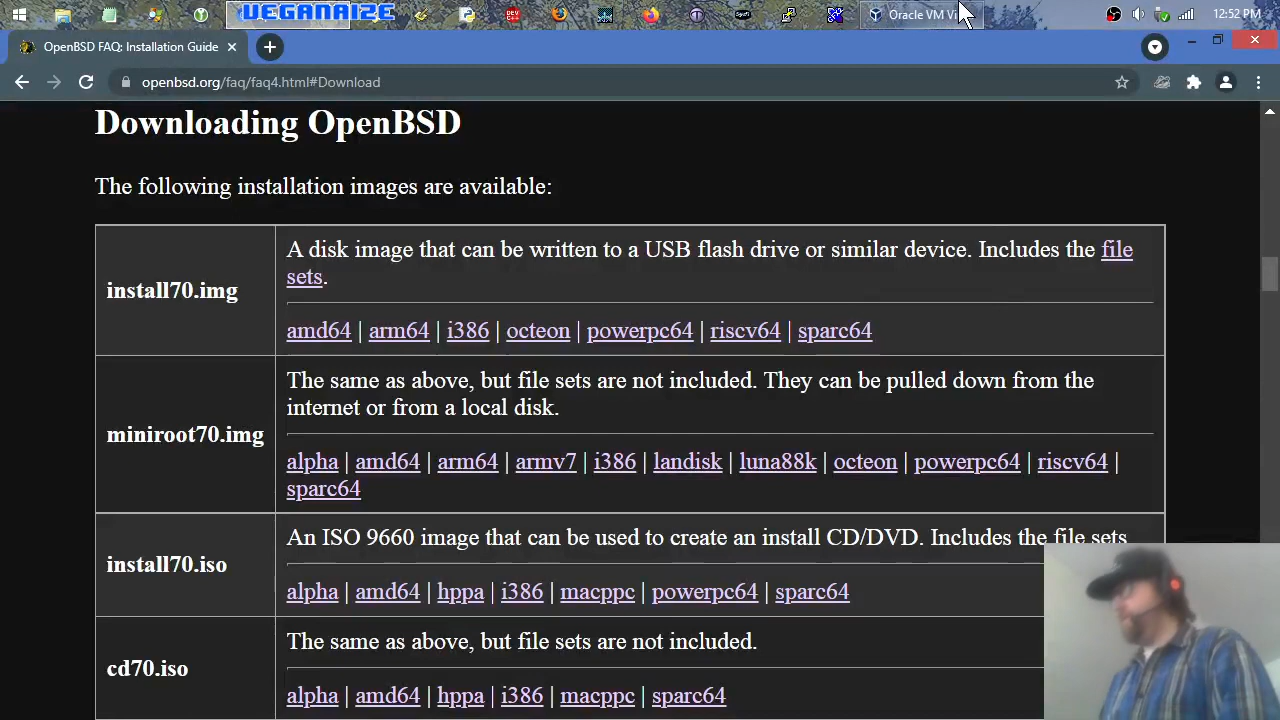 VEGANAIZE
Oracle VM Vi
12:52 PM
OpenBSD FAQ: Installation Guide
openbsd.org/faq/faq4.html#Download
Downloading OpenBSD
The following installation images are available:
install70.img
A disk image that can be written to a USB flash drive or similar device. Includes the file
sets.
amd64 | arm64 | i386 | octeon | powerpc64 | riscv64 | sparc64
miniroot70.img
The same as above, but file sets are not included. They can be pulled down from the
internet or from a local disk.
alpha | amd64 | arm64 | armv7 | i386 | landisk | luna88k | octeon | powerpc64 | riscv64 |
sparc64
install70.iso
An ISO 9660 image that can be used to create an install CD/DVD. Includes the file sets
alpha | amd64 | hppa | i386 | macppc | powerpc64 | sparc64
cd70.iso
The same as above, but file sets are not included.
alpha | amd64 | hppa | i386 | macppc | sparc64